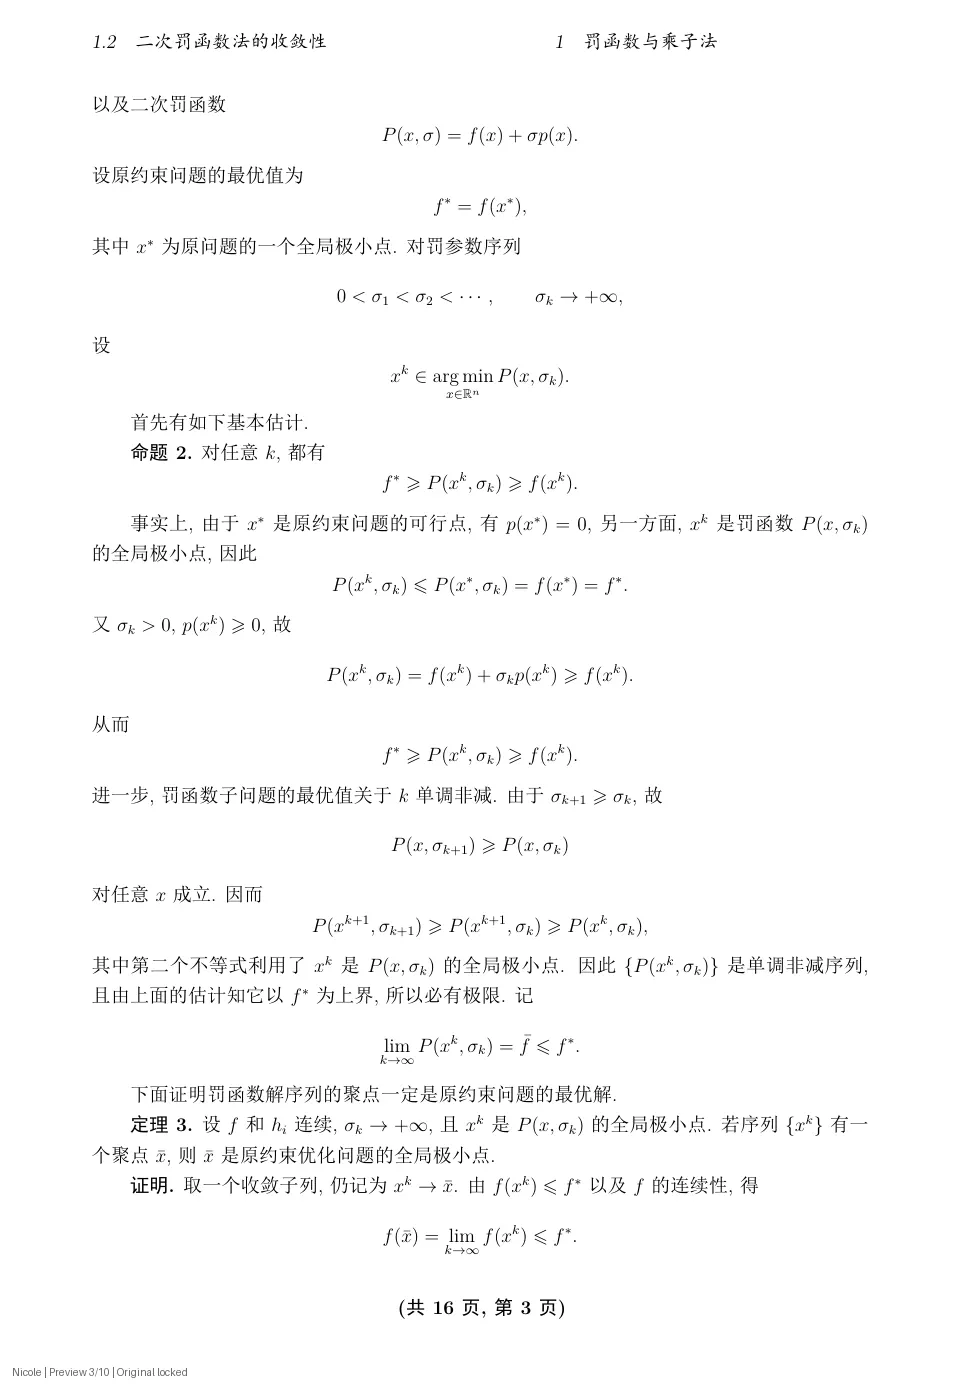 1.2 二次罚函数法的收敛性 1 罚函数与乘子法
以及二次罚函数
P(x, σ) = f(x) + σp(x).
设原约束问题的最优值为
f* = f(x*),
其中 x* 为原问题的一个全局极小点. 对罚参数序列
0 < σ₁ < σ₂ < ⋯ , σₖ → +∞,
设
xᵏ ∈ arg min P(x, σₖ).
x∈ℝⁿ
首先有如下基本估计.
命题 2. 对任意 k, 都有
f* ⩾ P(xᵏ, σₖ) ⩾ f(xᵏ).
事实上, 由于 x* 是原约束问题的可行点, 有 p(x*) = 0, 另一方面, xᵏ 是罚函数 P(x, σₖ)
的全局极小点, 因此
P(xᵏ, σₖ) ⩽ P(x*, σₖ) = f(x*) = f*.
又 σₖ > 0, p(xᵏ) ⩾ 0, 故
P(xᵏ, σₖ) = f(xᵏ) + σₖp(xᵏ) ⩾ f(xᵏ).
从而
f* ⩾ P(xᵏ, σₖ) ⩾ f(xᵏ).
进一步, 罚函数子问题的最优值关于 k 单调非减. 由于 σₖ₊₁ ⩾ σₖ, 故
P(x, σₖ₊₁) ⩾ P(x, σₖ)
对任意 x 成立. 因而
P(xᵏ⁺¹, σₖ₊₁) ⩾ P(xᵏ⁺¹, σₖ) ⩾ P(xᵏ, σₖ),
其中第二个不等式利用了 xᵏ 是 P(x, σₖ) 的全局极小点. 因此 {P(xᵏ, σₖ)} 是单调非减序列,
且由上面的估计知它以 f* 为上界, 所以必有极限. 记
lim P(xᵏ, σₖ) = f̄ ⩽ f*.
k→∞
下面证明罚函数解序列的聚点一定是原约束问题的最优解.
定理 3. 设 f 和 hᵢ 连续, σₖ → +∞, 且 xᵏ 是 P(x, σₖ) 的全局极小点. 若序列 {xᵏ} 有一
个聚点 x̄, 则 x̄ 是原约束优化问题的全局极小点.
证明. 取一个收敛子列, 仍记为 xᵏ → x̄. 由 f(xᵏ) ⩽ f* 以及 f 的连续性, 得
f(x̄) = lim f(xᵏ) ⩽ f*.
k→∞
(共 16 页, 第 3 页)
Nicole | Preview 3/10 | Original locked